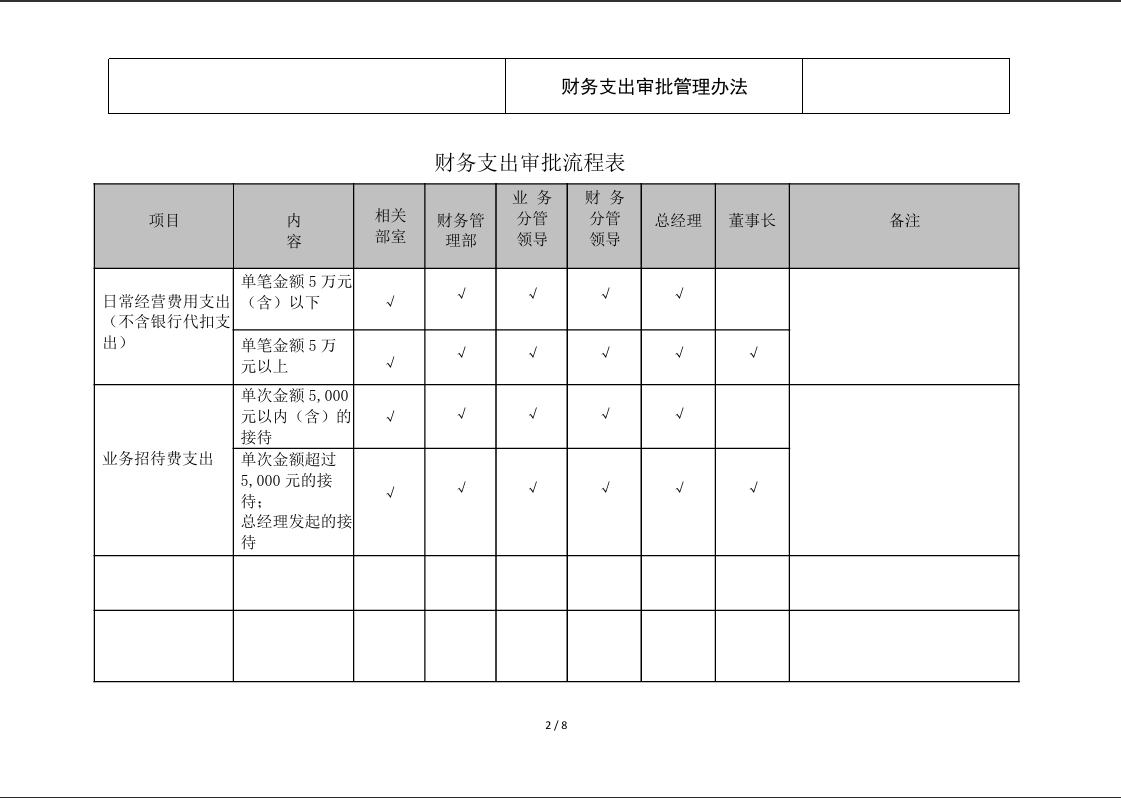 财务支出审批管理办法
财务支出审批流程表
项目
内
容
相关
部室
财务管
理部
业 务
分管
领导
财 务
分管
领导
总经理
董事长
备注
日常经营费用支出
（不含银行代扣支
出）
单笔金额 5 万元
（含）以下
√ √ √ √ √
单笔金额 5 万
元以上
√ √ √ √ √ √
业务招待费支出
单次金额 5,000
元以内（含）的
接待
√ √ √ √ √
单次金额超过
5,000 元的接
待；
总经理发起的接
待
√ √ √ √ √ √
2 / 8